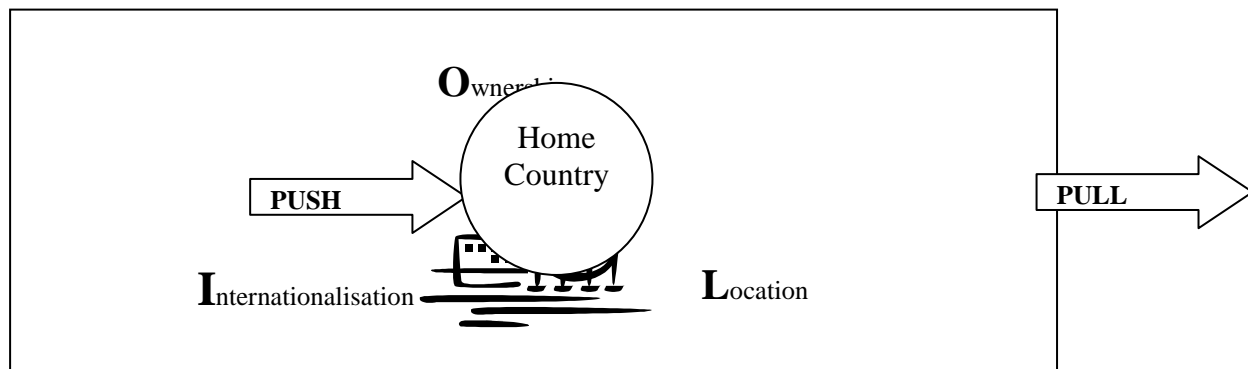 Home
Country
PUSH
PULL
Internationalisation
Location